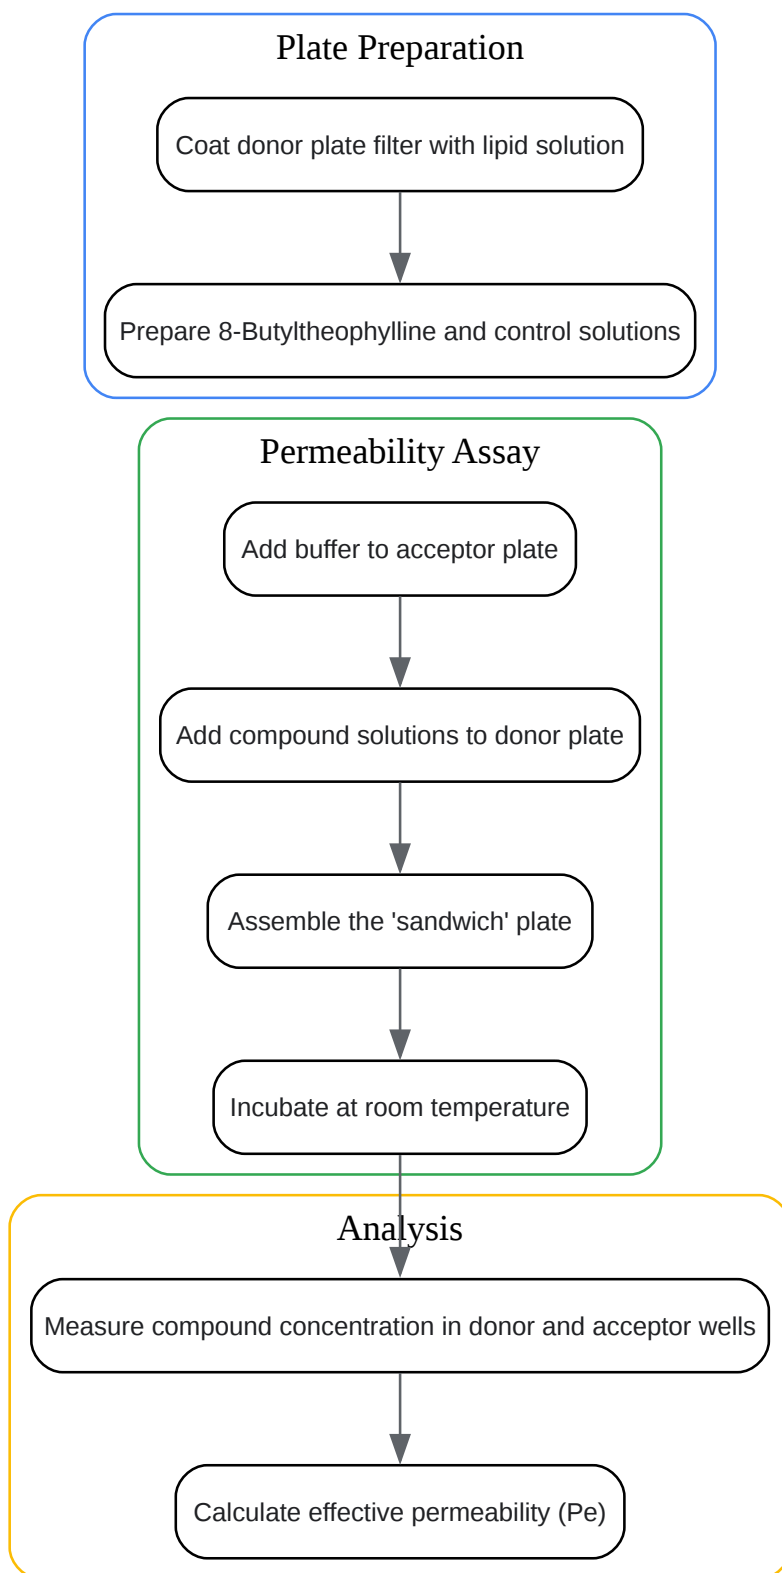 Plate Preparation
Coat donor plate filter with lipid solution
Prepare 8-Butyltheophylline and control solutions
Permeability Assay
Add buffer to acceptor plate
Add compound solutions to donor plate
Assemble the 'sandwich' plate
Incubate at room temperature
Analysis
Measure compound concentration in donor and acceptor wells
Calculate effective permeability (Pe)